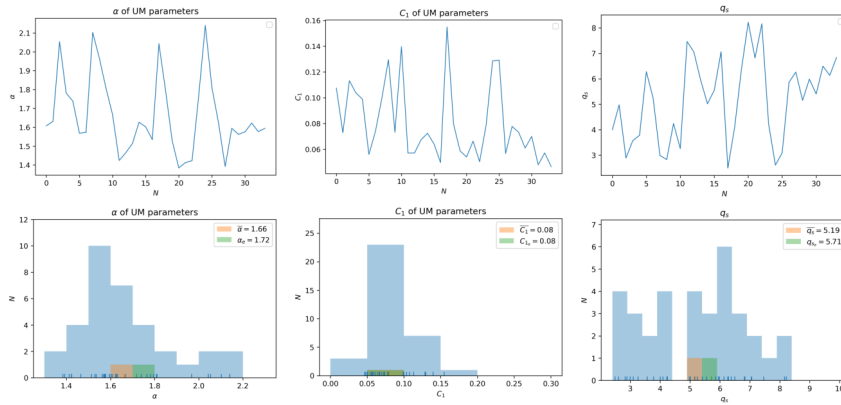 α of UM parameters
2.1
2.0
1.9
1.8
1.7
1.6
1.5
1.4
α
0 5 10 15 20 25 30
N
C₁ of UM parameters
0.16
0.14
0.12
0.10
0.08
0.06
C₁
0 5 10 15 20 25 30
N
qₛ
8
7
6
5
4
3
qₛ
0 5 10 15 20 25 30
N
α of UM parameters
12
10
8
6
4
2
0
N
1.4 1.6 1.8 2.0 2.2
α
ᾱ = 1.66
αₑ = 1.72
C₁ of UM parameters
25
20
15
10
5
0
N
0.00 0.05 0.10 0.15 0.20 0.25 0.30
C₁
C̅₁ = 0.08
C₁ₑ = 0.08
qₛ
7
6
5
4
3
2
1
0
N
3 4 5 6 7 8 9 10
qₛ
q̅ₛ = 5.19
qₛₑ = 5.71